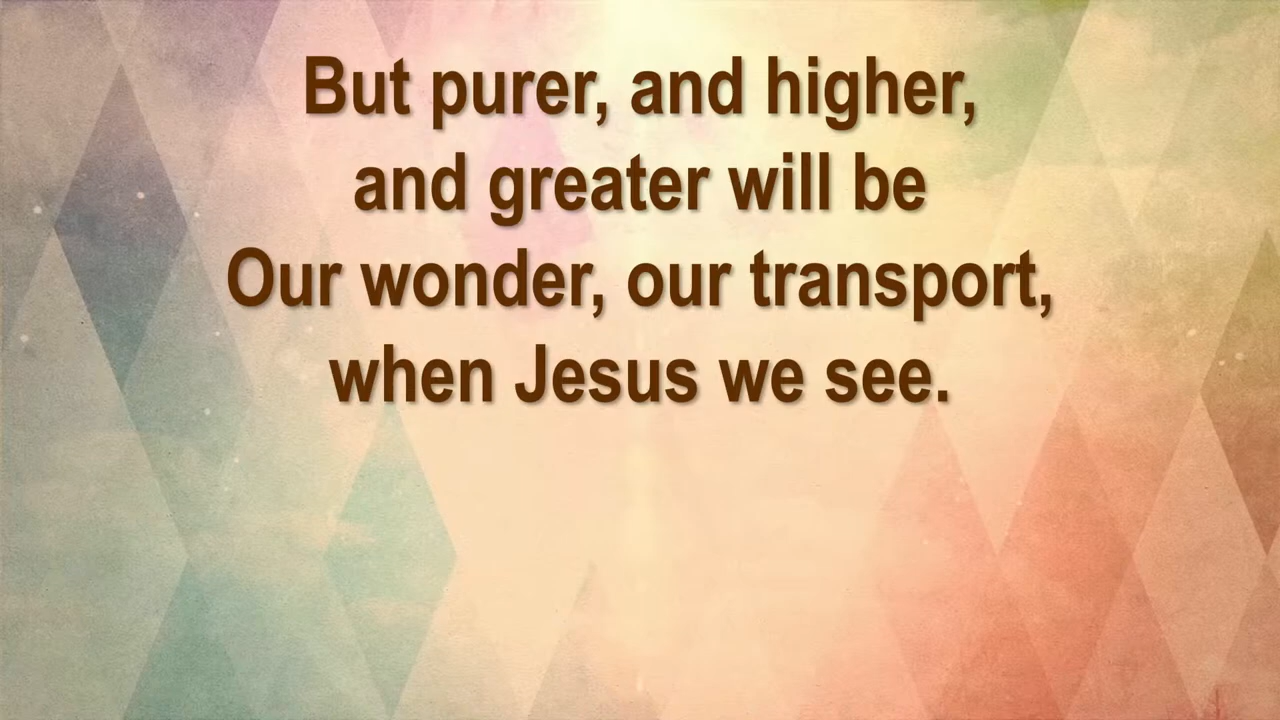 But purer, and higher,
and greater will be
Our wonder, our transport,
when Jesus we see.